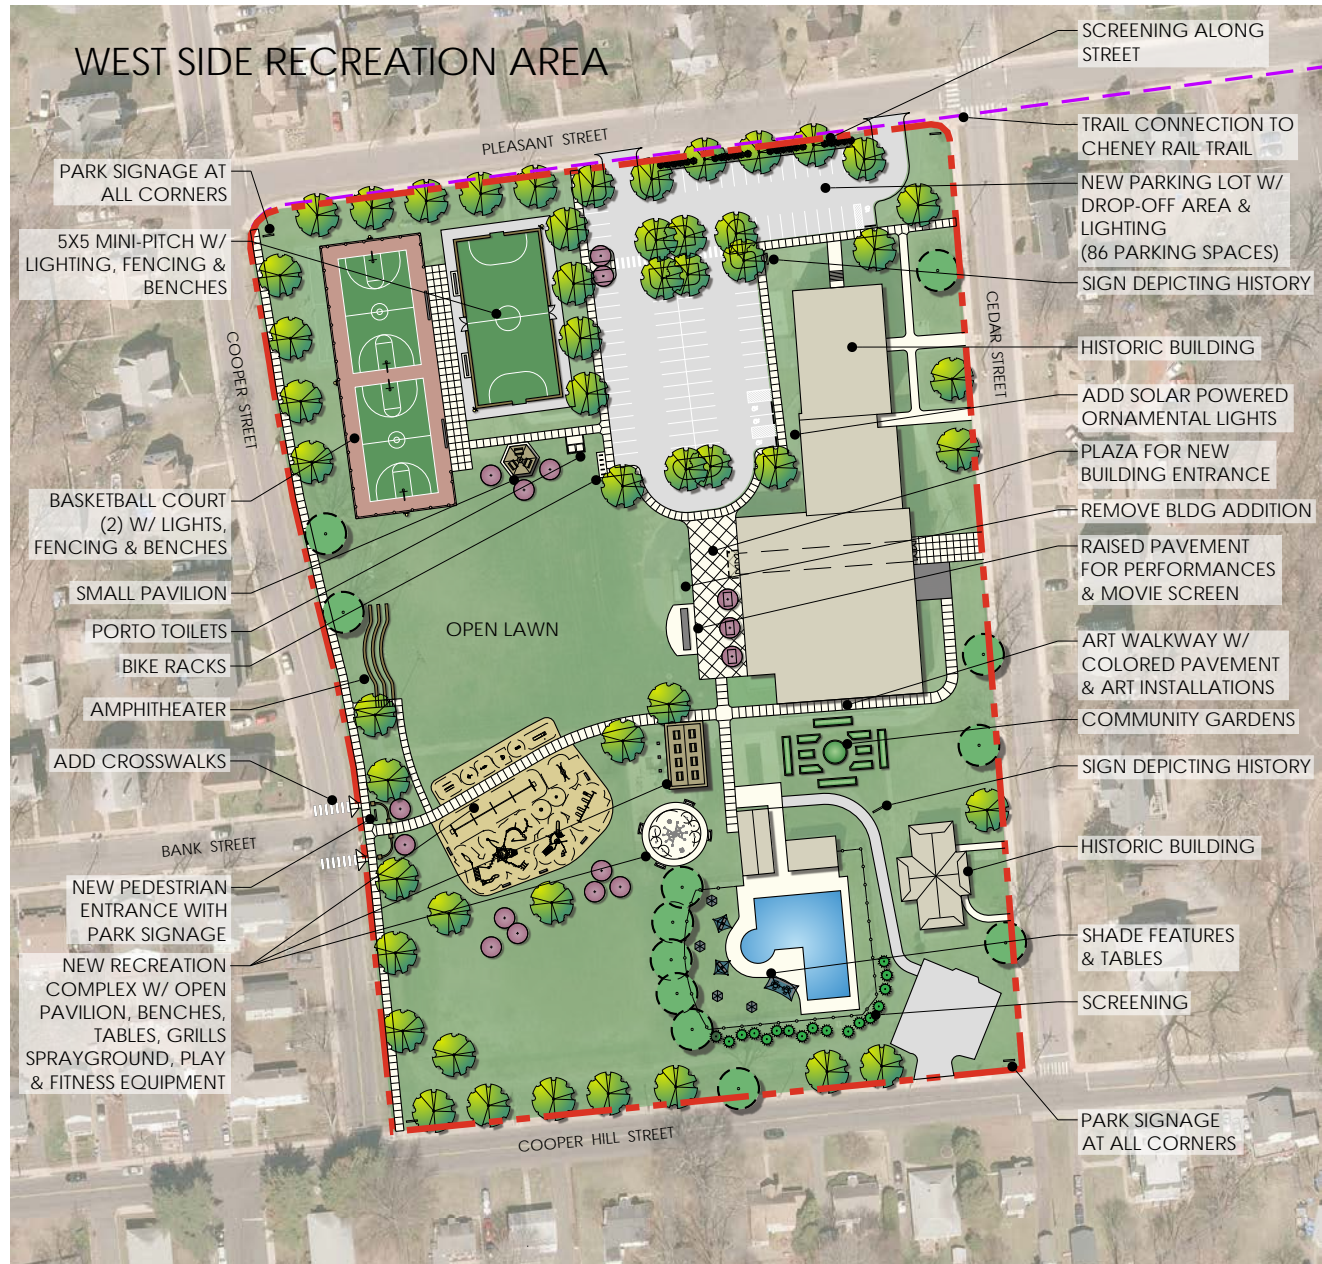 WEST SIDE RECREATION AREA
SCREENING ALONG
STREET
PLEASANT STREET
TRAIL CONNECTION TO
CHENEY RAIL TRAIL
PARK SIGNAGE AT
ALL CORNERS
NEW PARKING LOT W/
DROP-OFF AREA &
LIGHTING
(86 PARKING SPACES)
5X5 MINI-PITCH W/
LIGHTING, FENCING &
BENCHES
SIGN DEPICTING HISTORY
CEDAR STREET
COOPER STREET
HISTORIC BUILDING
ADD SOLAR POWERED
ORNAMENTAL LIGHTS
PLAZA FOR NEW
BUILDING ENTRANCE
BASKETBALL COURT
(2) W/ LIGHTS,
FENCING & BENCHES
REMOVE BLDG ADDITION
RAISED PAVEMENT
FOR PERFORMANCES
& MOVIE SCREEN
SMALL PAVILION
PORTO TOILETS
OPEN LAWN
BIKE RACKS
ART WALKWAY W/
COLORED PAVEMENT
& ART INSTALLATIONS
AMPHITHEATER
COMMUNITY GARDENS
ADD CROSSWALKS
SIGN DEPICTING HISTORY
BANK STREET
HISTORIC BUILDING
NEW PEDESTRIAN
ENTRANCE WITH
PARK SIGNAGE
SHADE FEATURES
& TABLES
NEW RECREATION
COMPLEX W/ OPEN
PAVILION, BENCHES,
TABLES, GRILLS
SPRAYGROUND, PLAY
& FITNESS EQUIPMENT
SCREENING
PARK SIGNAGE
AT ALL CORNERS
COOPER HILL STREET